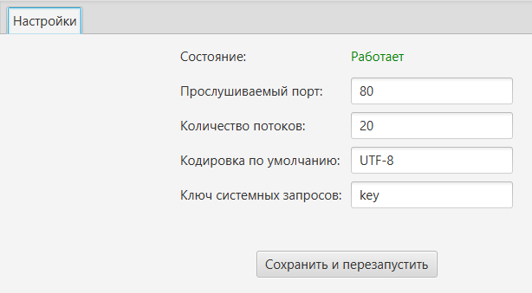 Настройки
Состояние: Работает
Прослушиваемый порт: 80
Количество потоков: 20
Кодировка по умолчанию: UTF-8
Ключ системных запросов: key
Сохранить и перезапустить